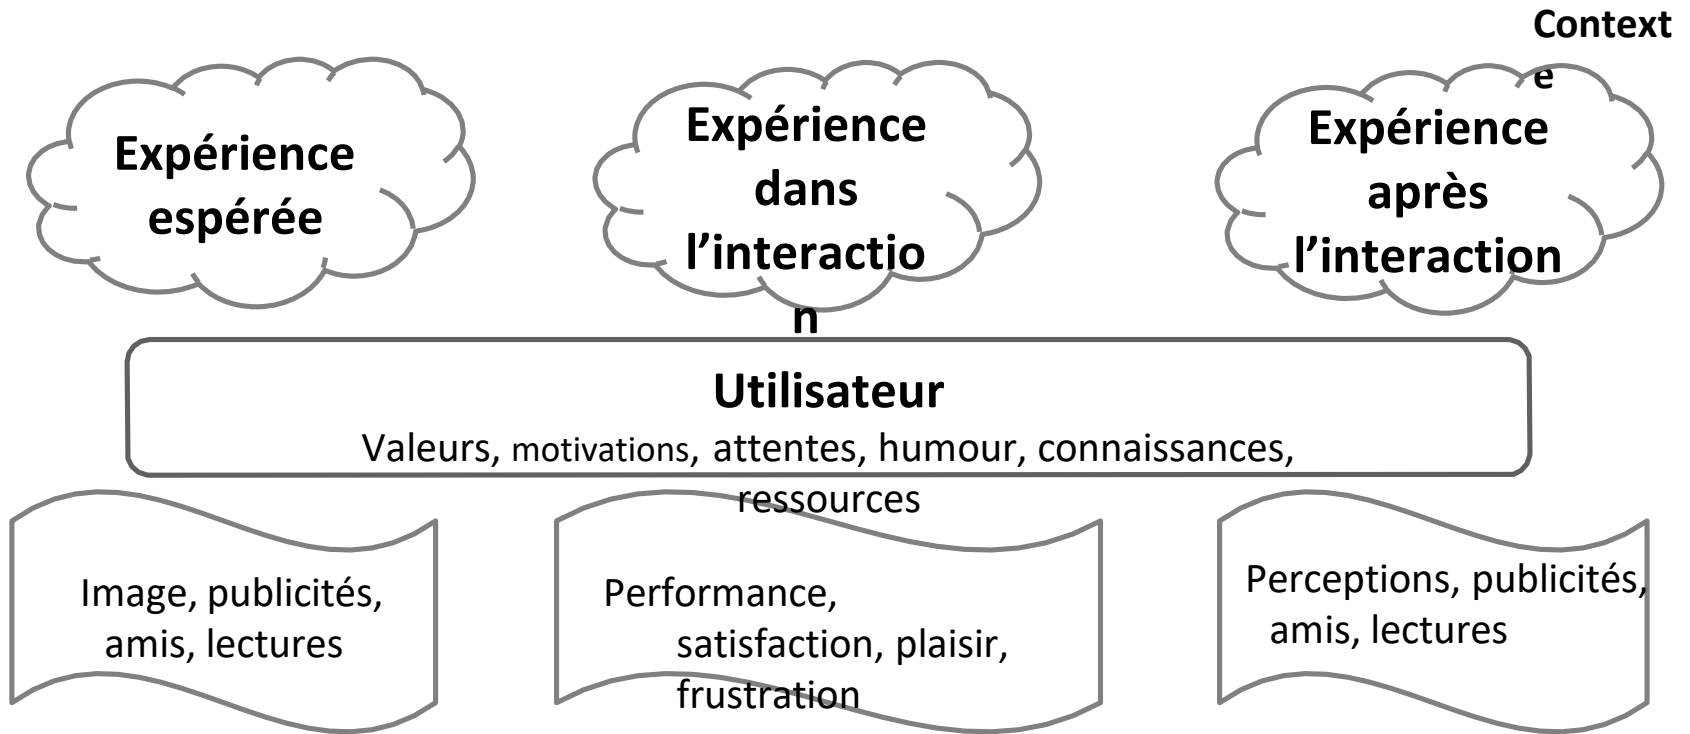 Context
e
Expérience
espérée
Expérience
dans
l’interactio
n
Expérience
après
l’interaction
Utilisateur
Valeurs, motivations, attentes, humour, connaissances,
ressources
Image, publicités,
amis, lectures
Performance,
satisfaction, plaisir,
frustration
Perceptions, publicités,
amis, lectures